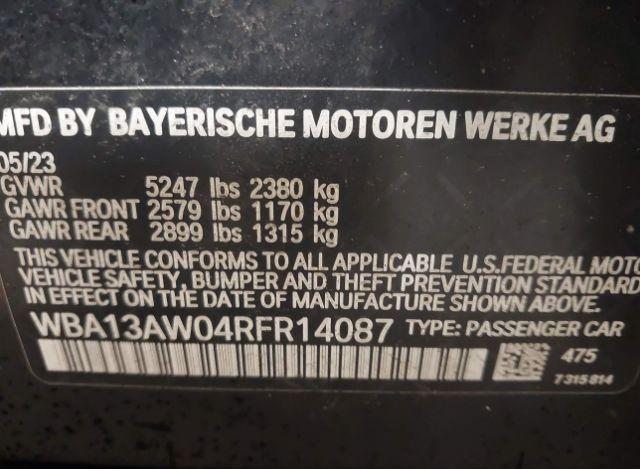 MFD BY BAYERISCHE MOTOREN WERKE AG
05/23
GVWR 5247 lbs 2380 kg
GAWR FRONT 2579 lbs 1170 kg
GAWR REAR 2899 lbs 1315 kg
THIS VEHICLE CONFORMS TO ALL APPLICABLE U.S.FEDERAL MOTO
VEHICLE SAFETY, BUMPER AND THEFT PREVENTION STANDARD
IN EFFECT ON THE DATE OF MANUFACTURE SHOWN ABOVE.
WBA13AW04RFR14087 TYPE: PASSENGER CAR
475
7315814